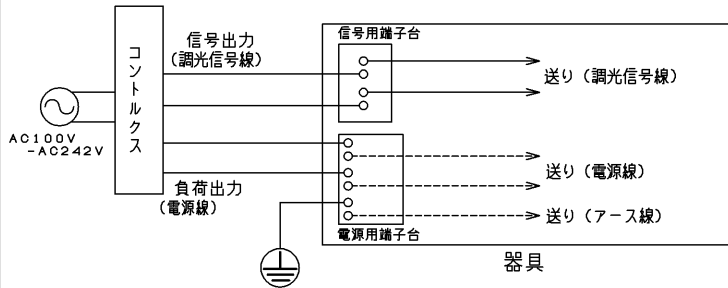 信号用端子台
信号出力
(調光信号線)
送り(調光信号線)
コントルクス
AC100V
-AC242V
送り(電源線)
負荷出力
(電源線)
送り(アース線)
電源用端子台
器具